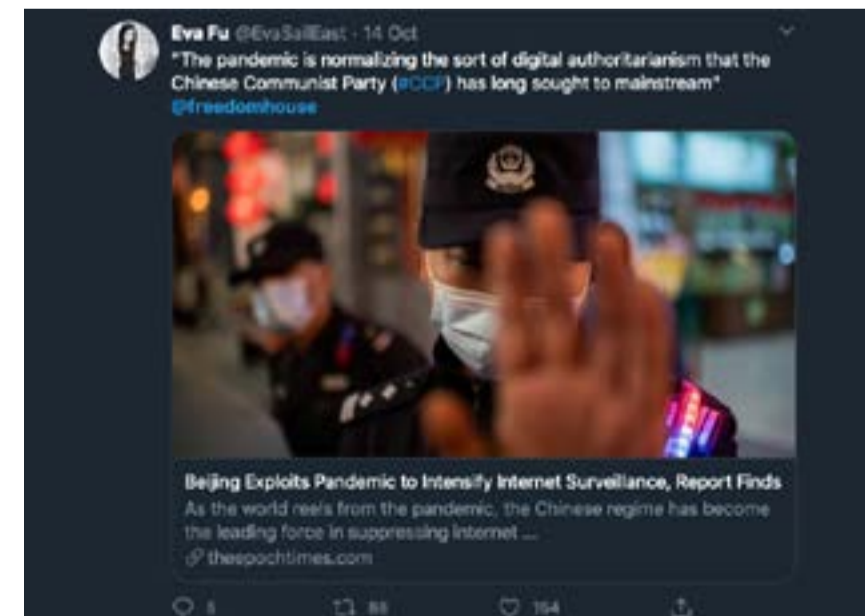 Eva Fu @EvaSailEast · 14 Oct
"The pandemic is normalizing the sort of digital authoritarianism that the
Chinese Communist Party (#CCP) has long sought to mainstream"
@freedomhouse
Beijing Exploits Pandemic to Intensify Internet Surveillance, Report Finds
As the world reels from the pandemic, the Chinese regime has become
the leading force in suppressing internet ...
theepochtimes.com
5 88 164